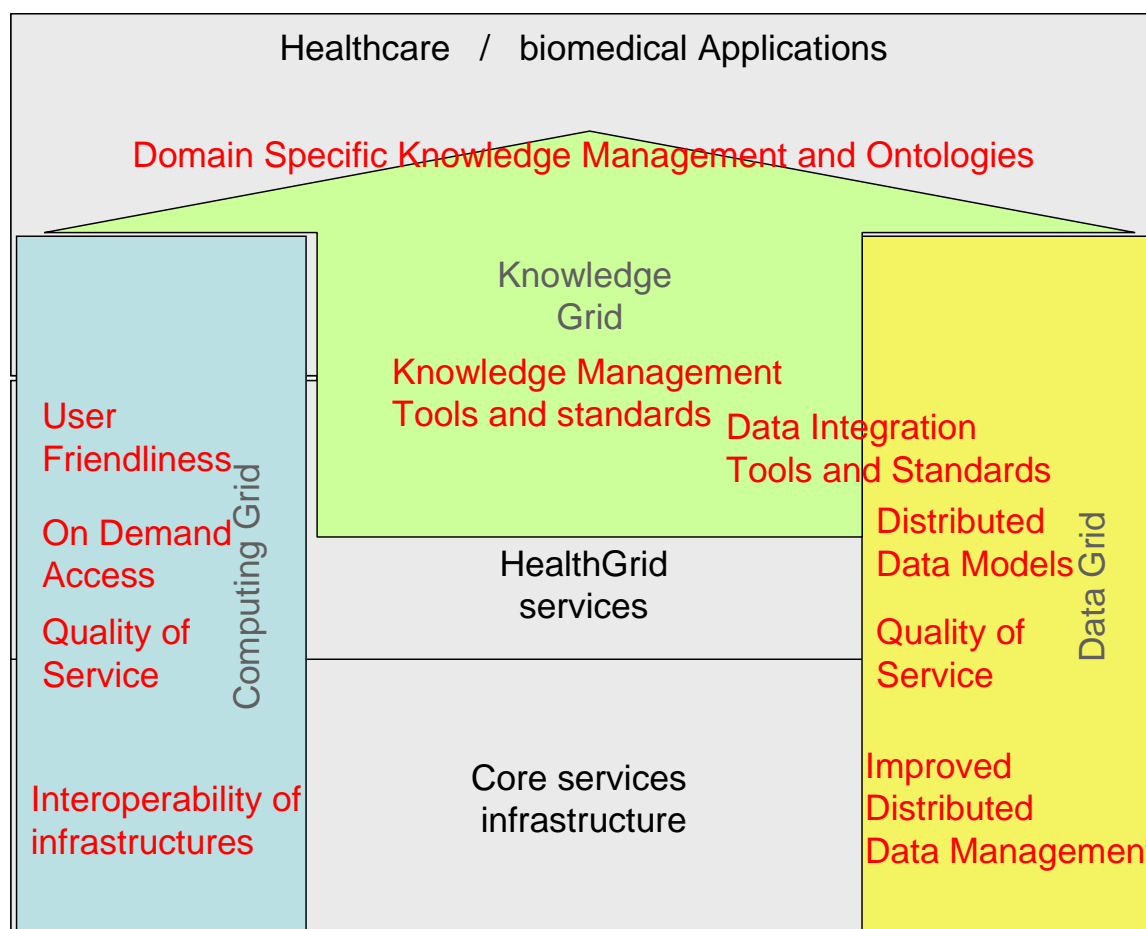 Healthcare / biomedical Applications
Domain Specific Knowledge Management and Ontologies
Knowledge
Grid
Knowledge Management
Tools and standards
Data Integration
Tools and Standards
User
Friendliness
On Demand
Access
Quality of
Service
Computing Grid
Interoperability of
infrastructures
HealthGrid
services
Core services
infrastructure
Distributed
Data Models
Quality of
Service
Data Grid
Improved
Distributed
Data Management